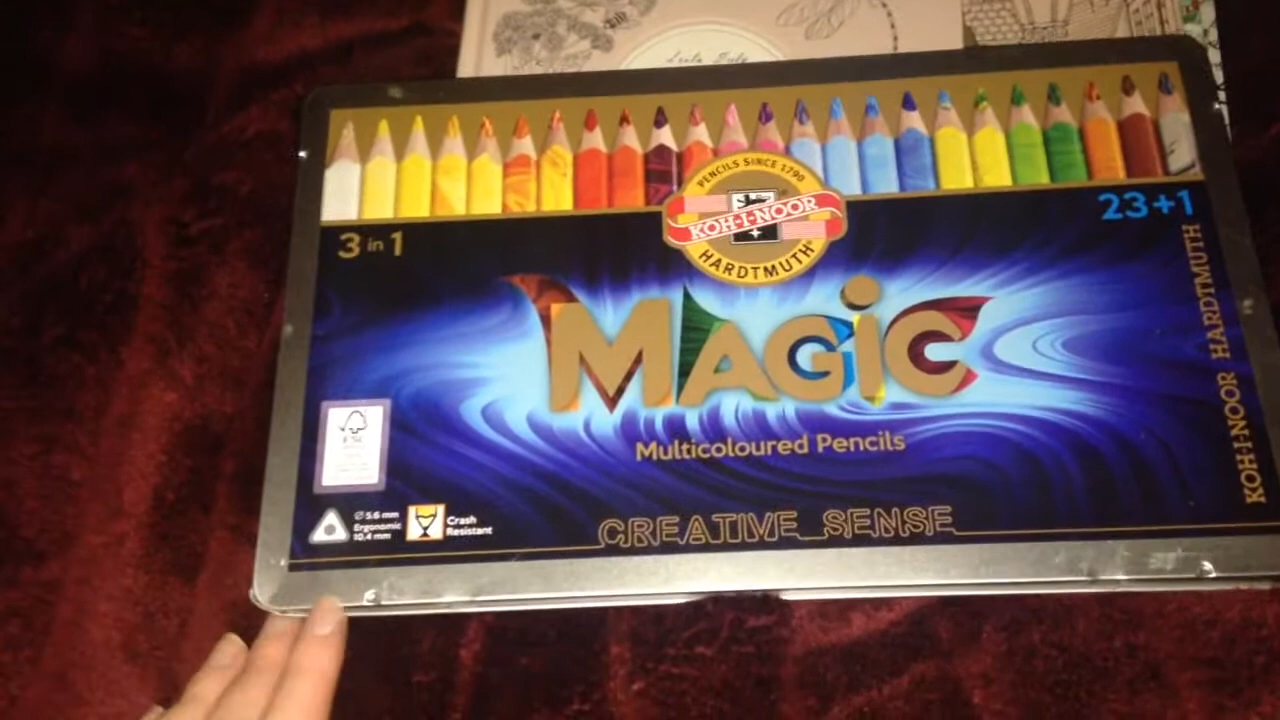 PENCILS SINCE 1790
KOH-I-NOOR
HARDTMUTH
3 in 1
23+1
MAGiC
Multicoloured Pencils
FSC
Ø 5.6 mm
Ergonomic
10,4 mm
Crash
Resistant
CREATIVE SENSE
KOH-I-NOOR HARDTMUTH